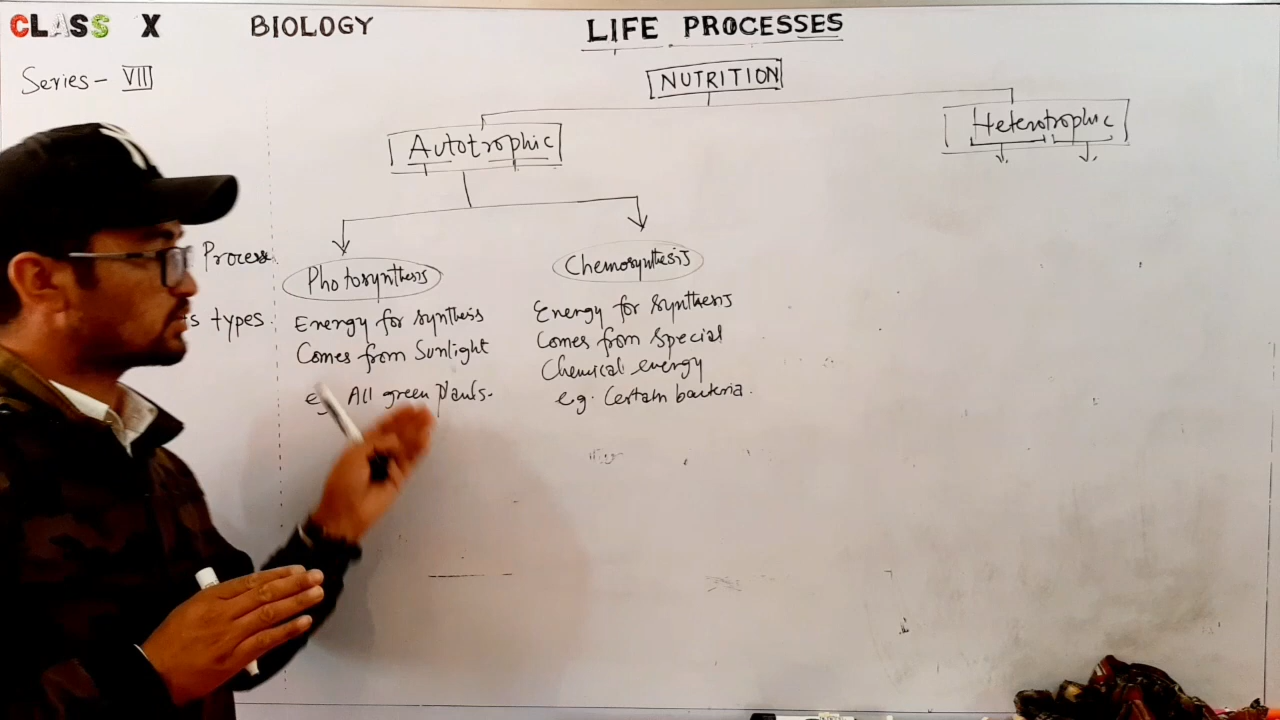 CLASS X BIOLOGY LIFE PROCESSES
Series - VIII
NUTRITION
Autotrophic
Heterotrophic
Process
types
Photosynthesis
Energy for synthesis
Comes from Sunlight
eg All green plants.
Chemosynthesis
Energy for synthesis
Comes from special
Chemical energy
e.g. Certain bacteria.